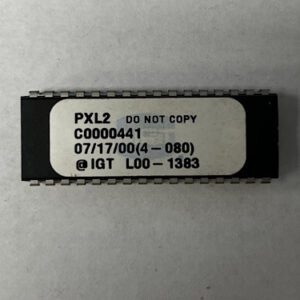 PXL2 DO NOT COPY
C0000441
07/17/00(4-080)
@IGT L00-1383